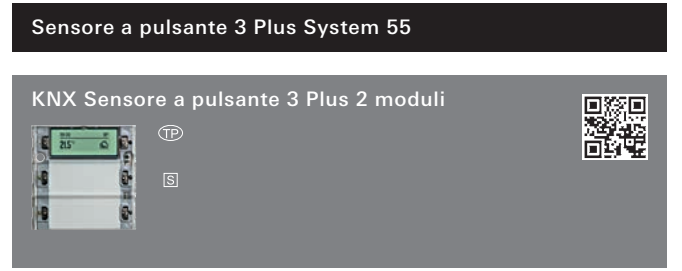 Sensore a pulsante 3 Plus System 55
KNX Sensore a pulsante 3 Plus 2 moduli
TP
21.5°
S